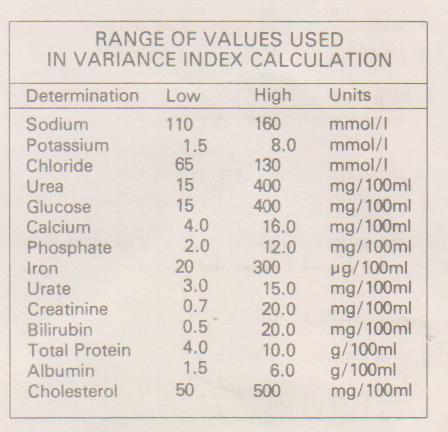 RANGE OF VALUES USED
IN VARIANCE INDEX CALCULATION
Determination Low High Units
Sodium 110 160 mmol/l
Potassium 1.5 8.0 mmol/l
Chloride 65 130 mmol/l
Urea 15 400 mg/100ml
Glucose 15 400 mg/100ml
Calcium 4.0 16.0 mg/100ml
Phosphate 2.0 12.0 mg/100ml
Iron 20 300 µg/100ml
Urate 3.0 15.0 mg/100ml
Creatinine 0.7 20.0 mg/100ml
Bilirubin 0.5 20.0 mg/100ml
Total Protein 4.0 10.0 g/100ml
Albumin 1.5 6.0 g/100ml
Cholesterol 50 500 mg/100ml